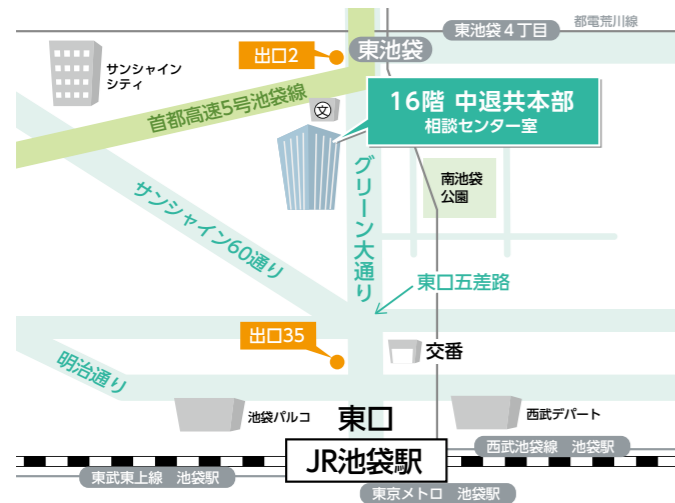 都電荒川線
東池袋4丁目
出口2
東池袋
サンシャイン
シティ
首都高速5号池袋線
文
16階 中退共本部
相談センター室
グリーン大通り
南池袋
公園
サンシャイン60通り
東口五差路
出口35
交番
明治通り
池袋パルコ
東口
西武デパート
JR池袋駅
西武池袋線 池袋駅
東武東上線 池袋駅
東京メトロ 池袋駅